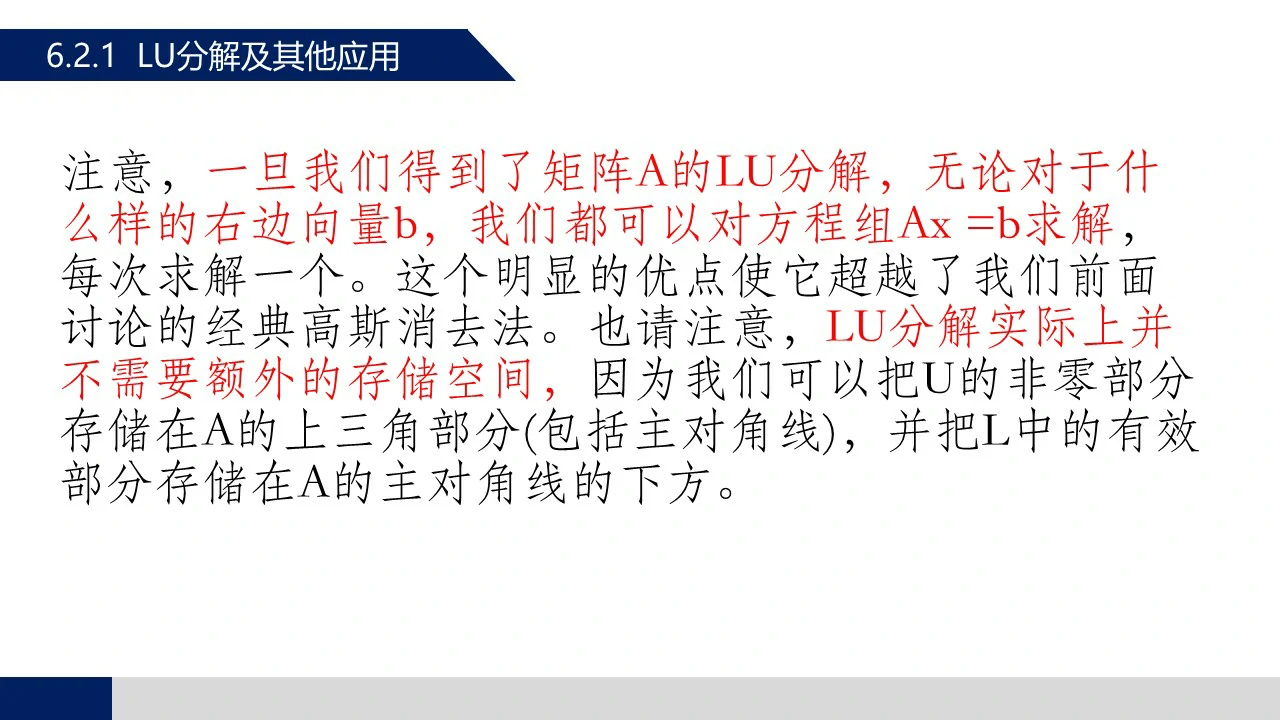 6.2.1 LU分解及其他应用
注意，一旦我们得到了矩阵A的LU分解，无论对于什
么样的右边向量b，我们都可以对方程组Ax =b求解，
每次求解一个。这个明显的优点使它超越了我们前面
讨论的经典高斯消去法。也请注意，LU分解实际上并
不需要额外的存储空间，因为我们可以把U的非零部分
存储在A的上三角部分(包括主对角线)，并把L中的有效
部分存储在A的主对角线的下方。